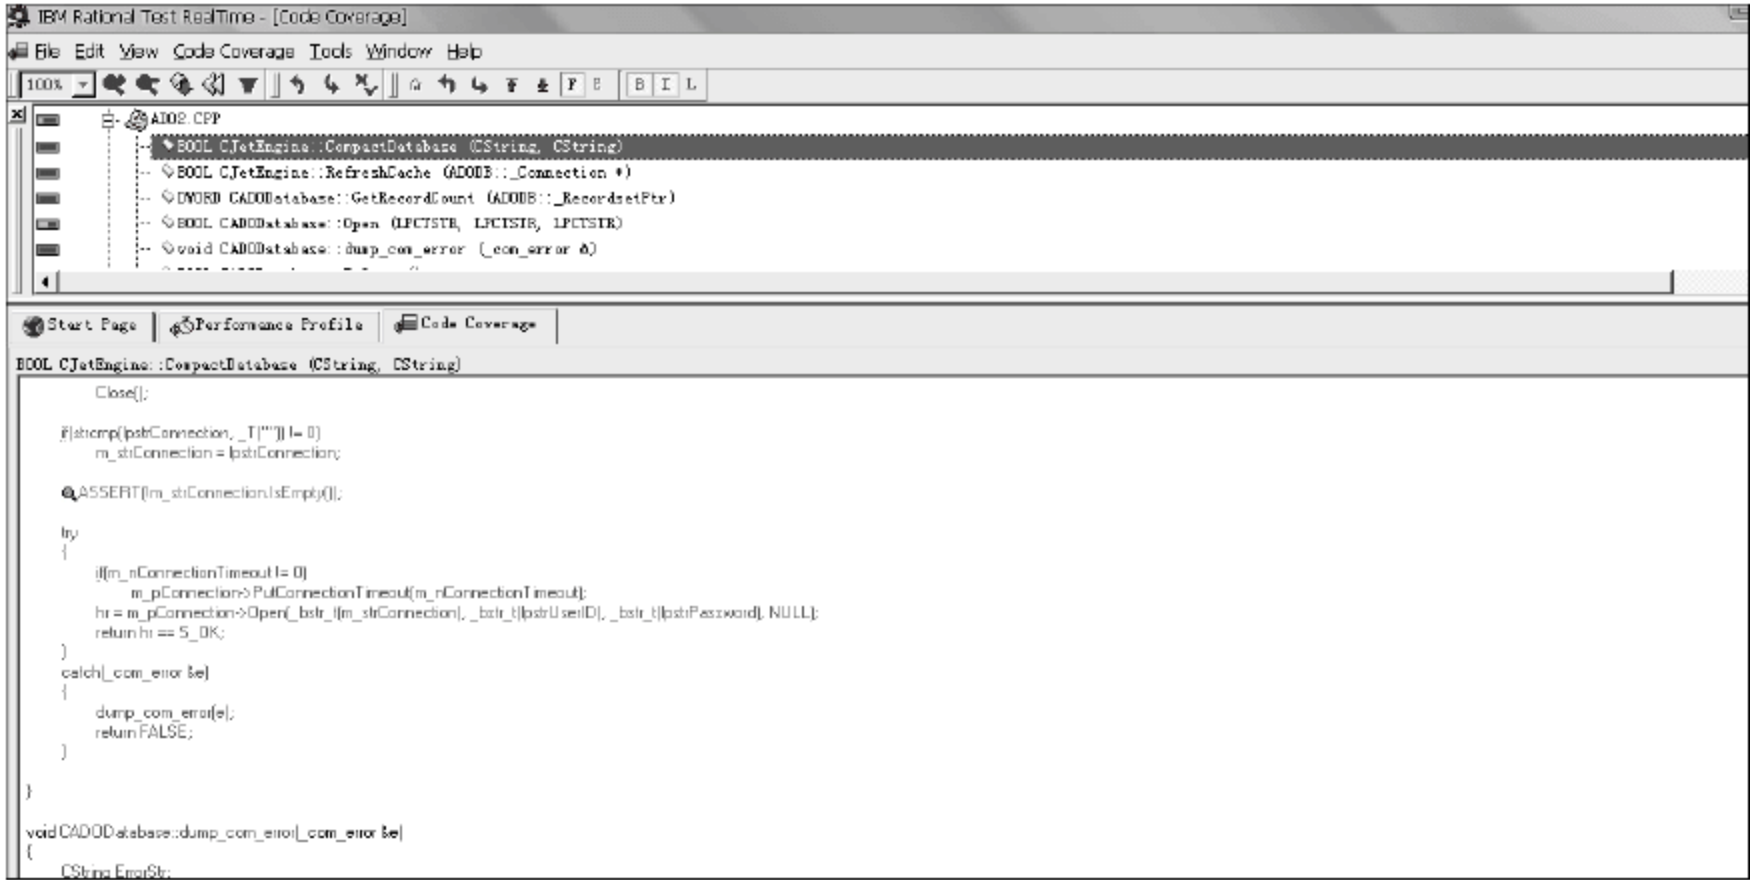 IBM Rational Test RealTime - [Code Coverage]
File Edit View Code Coverage Tools Window Help
100% F E B I L
ADO2.CPP
BOOL CJetEngine::CompactDatabase (CString, CString)
BOOL CJetEngine::RefreshCache (ADODB::_Connection *)
DWORD CADODatabase::GetRecordCount (ADODB::_RecordsetPtr)
BOOL CADODatabase::Open (LPCTSTR, LPCTSTR, LPCTSTR)
void CADODatabase::dump_com_error (_com_error &)
Start Page Performance Profile Code Coverage
BOOL CJetEngine::CompactDatabase (CString, CString)
Close();
if(strcmp(lpstrConnection, _T("")) != 0)
m_strConnection = lpstrConnection;
ASSERT(!m_strConnection.IsEmpty());
try
{
if(m_nConnectionTimeout != 0)
m_pConnection->PutConnectionTimeout(m_nConnectionTimeout);
hr = m_pConnection->Open(_bstr_t(m_strConnection), _bstr_t(lpstrUserID), _bstr_t(lpstrPassword), NULL);
return hr == S_OK;
}
catch(_com_error &e)
{
dump_com_error(e);
return FALSE;
}
}
void CADODatabase::dump_com_error(_com_error &e)
{
CString ErrorStr;